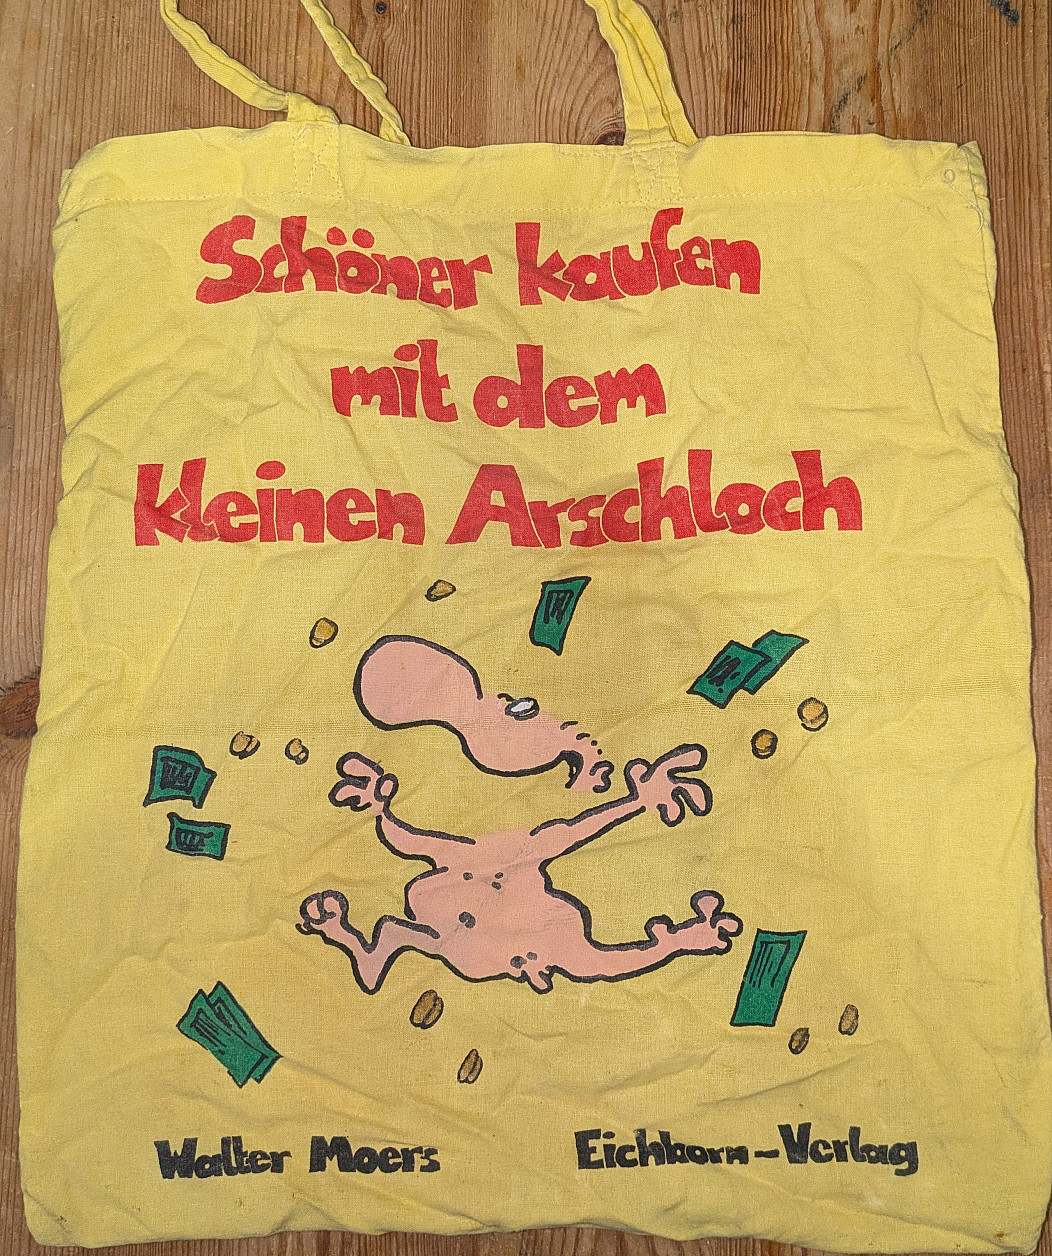 Schöner kaufen
mit dem
kleinen Arschloch
Walter Moers
Eichborn-Verlag